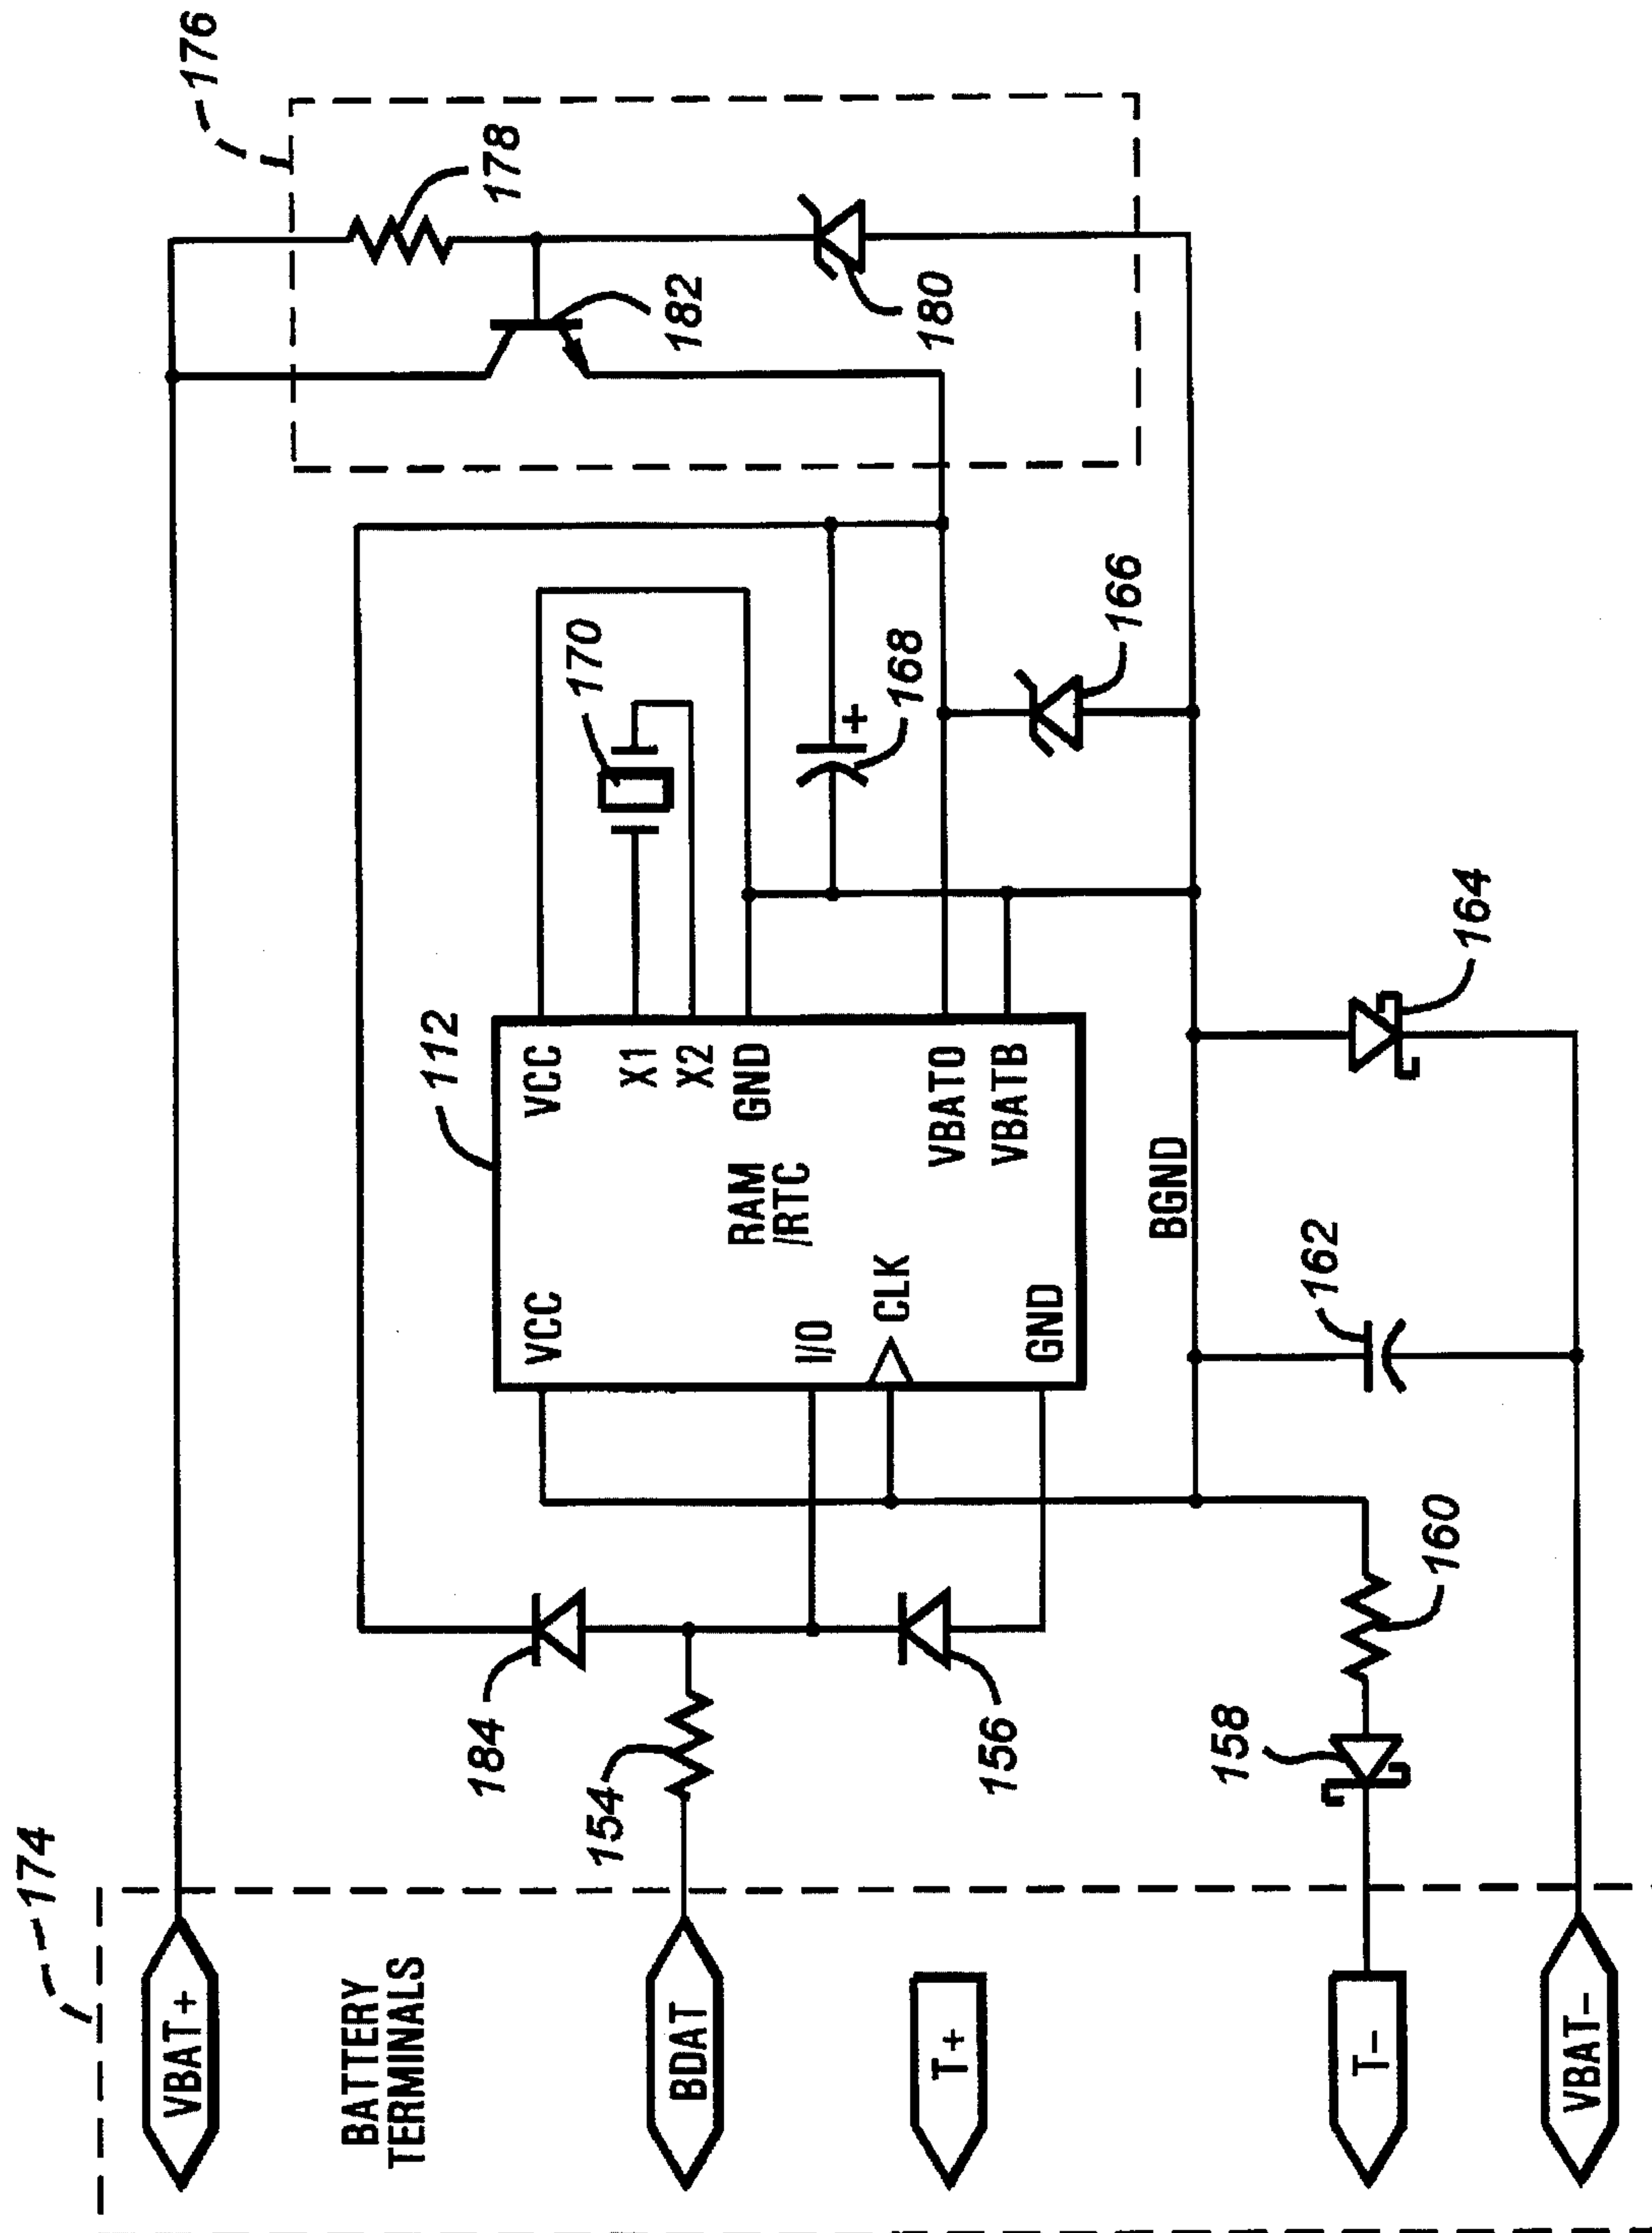 174
VBAT+
BATTERY
TERMINALS
BDAT
T+
T-
VBAT-
184
154
156
158
160
112
VCC
I/O
CLK
GND
RAM
/RTC
VCC
X1
X2
GND
VBATO
VBATB
BGND
162
164
170
168
+
166
176
178
182
180